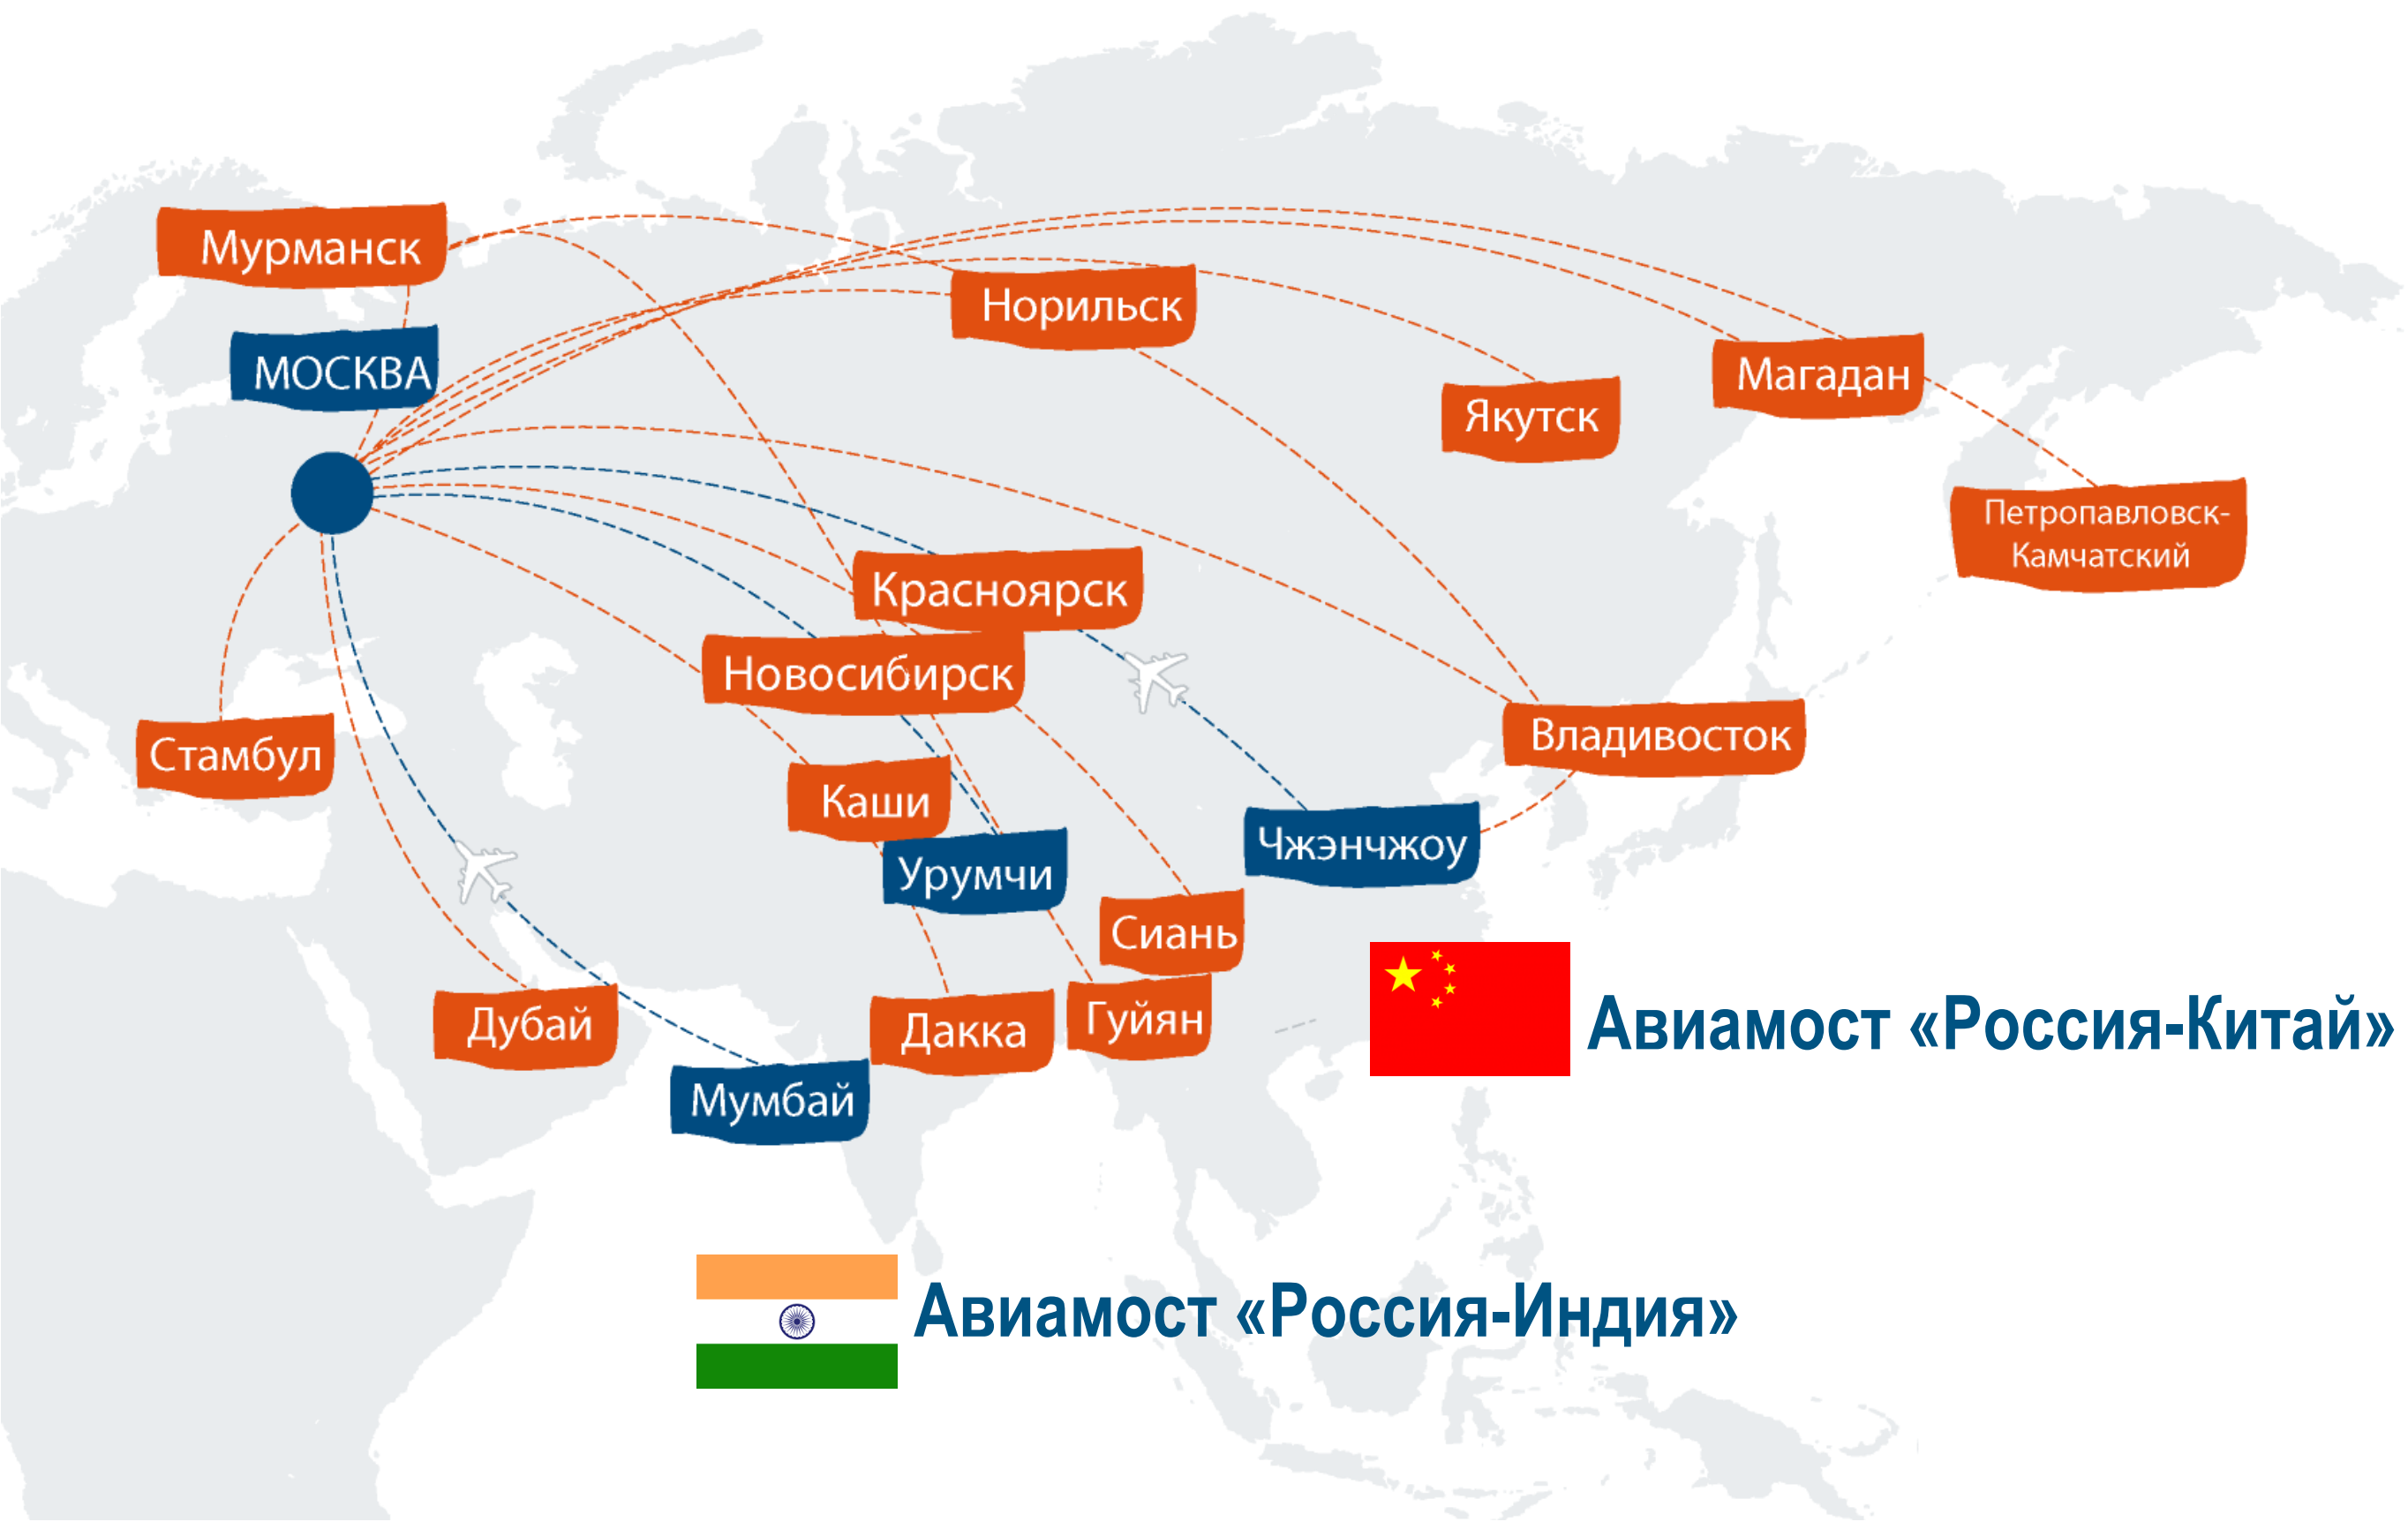 Мурманск
Норильск
МОСКВА
Магадан
Якутск
Петропавловск-
Камчатский
Красноярск
Новосибирск
Владивосток
Стамбул
Каши
Чжэнчжоу
Урумчи
Сиань
Гуйян
Дубай
Дакка
Авиамост «Россия-Китай»
Мумбай
Авиамост «Россия-Индия»